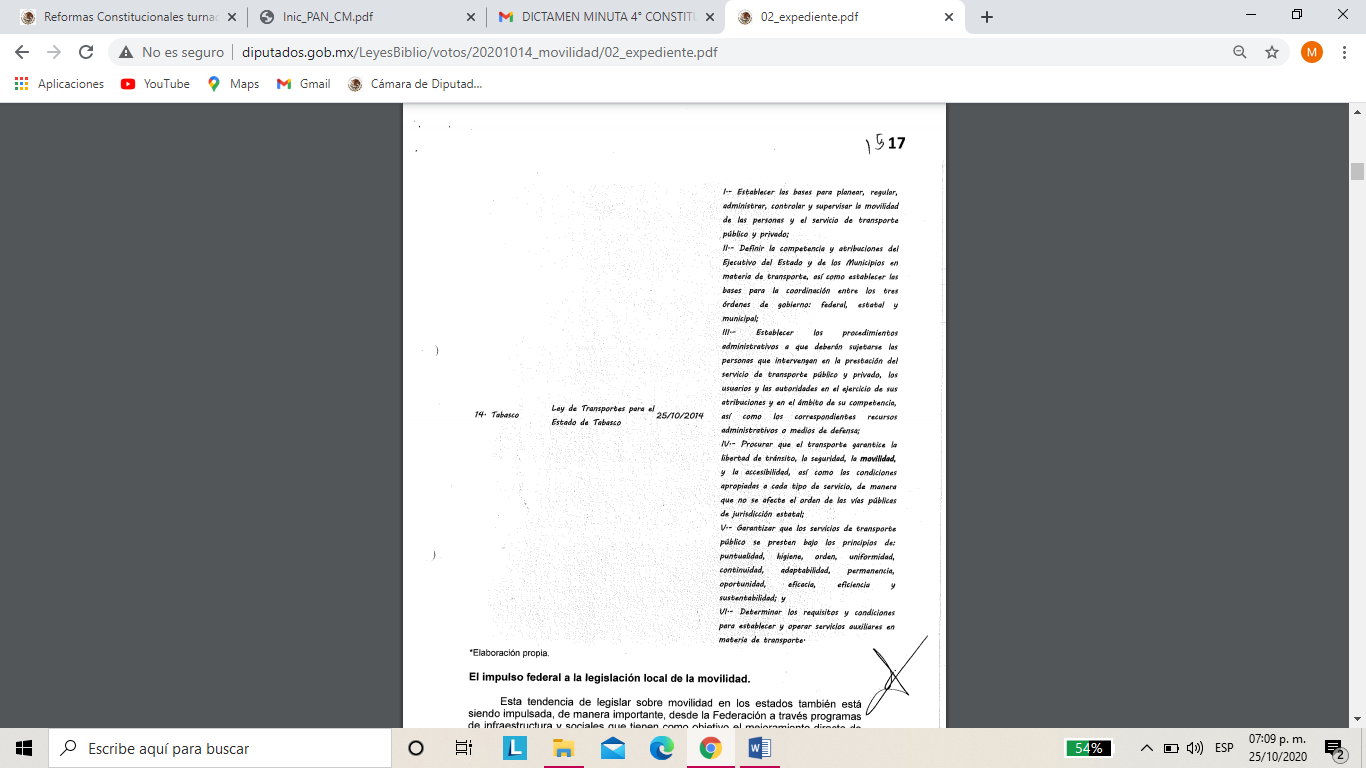 Reformas Constitucionales turna
Inic_PAN_CM.pdf
DICTAMEN MINUTA 4° CONSTITU
02_expediente.pdf
No es seguro
diputados.gob.mx/LeyesBiblio/votos/20201014_movilidad/02_expediente.pdf
M
Aplicaciones
YouTube
Maps
Gmail
Cámara de Diputad...
15 17
I.- Establecer las bases para planear, regular,
administrar, controlar y supervisar la movilidad
de las personas y el servicio de transporte
público y privado;
II.- Definir la competencia y atribuciones del
Ejecutivo del Estado y de los Municipios en
materia de transporte, así como establecer las
bases para la coordinación entre los tres
órdenes de gobierno: federal, estatal y
municipal;
III.- Establecer los procedimientos
administrativos a que deberán sujetarse las
personas que intervengan en la prestación del
servicio de transporte público y privado, los
usuarios y las autoridades en el ejercicio de sus
atribuciones y en el ámbito de su competencia,
así como los correspondientes recursos
administrativos o medios de defensa;
IV.- Procurar que el transporte garantice la
libertad de tránsito, la seguridad, la movilidad,
y la accesibilidad, así como las condiciones
apropiadas a cada tipo de servicio, de manera
que no se afecte el orden de las vías públicas
de jurisdicción estatal;
V.- Garantizar que los servicios de transporte
público se presten bajo los principios de:
puntualidad, higiene, orden, uniformidad,
continuidad, adaptabilidad, permanencia,
oportunidad, eficacia, eficiencia y
sustentabilidad; y
VI.- Determinar los requisitos y condiciones
para establecer y operar servicios auxiliares en
materia de transporte.
14. Tabasco
Ley de Transportes para el
Estado de Tabasco
25/10/2014
*Elaboración propia.
El impulso federal a la legislación local de la movilidad.
Esta tendencia de legislar sobre movilidad en los estados también está
siendo impulsada, de manera importante, desde la Federación a través programas
de infraestructura y sociales que tienen como objetivo el mejoramiento directo de
Escribe aquí para buscar
54%
ESP
07:09 p. m.
25/10/2020
2